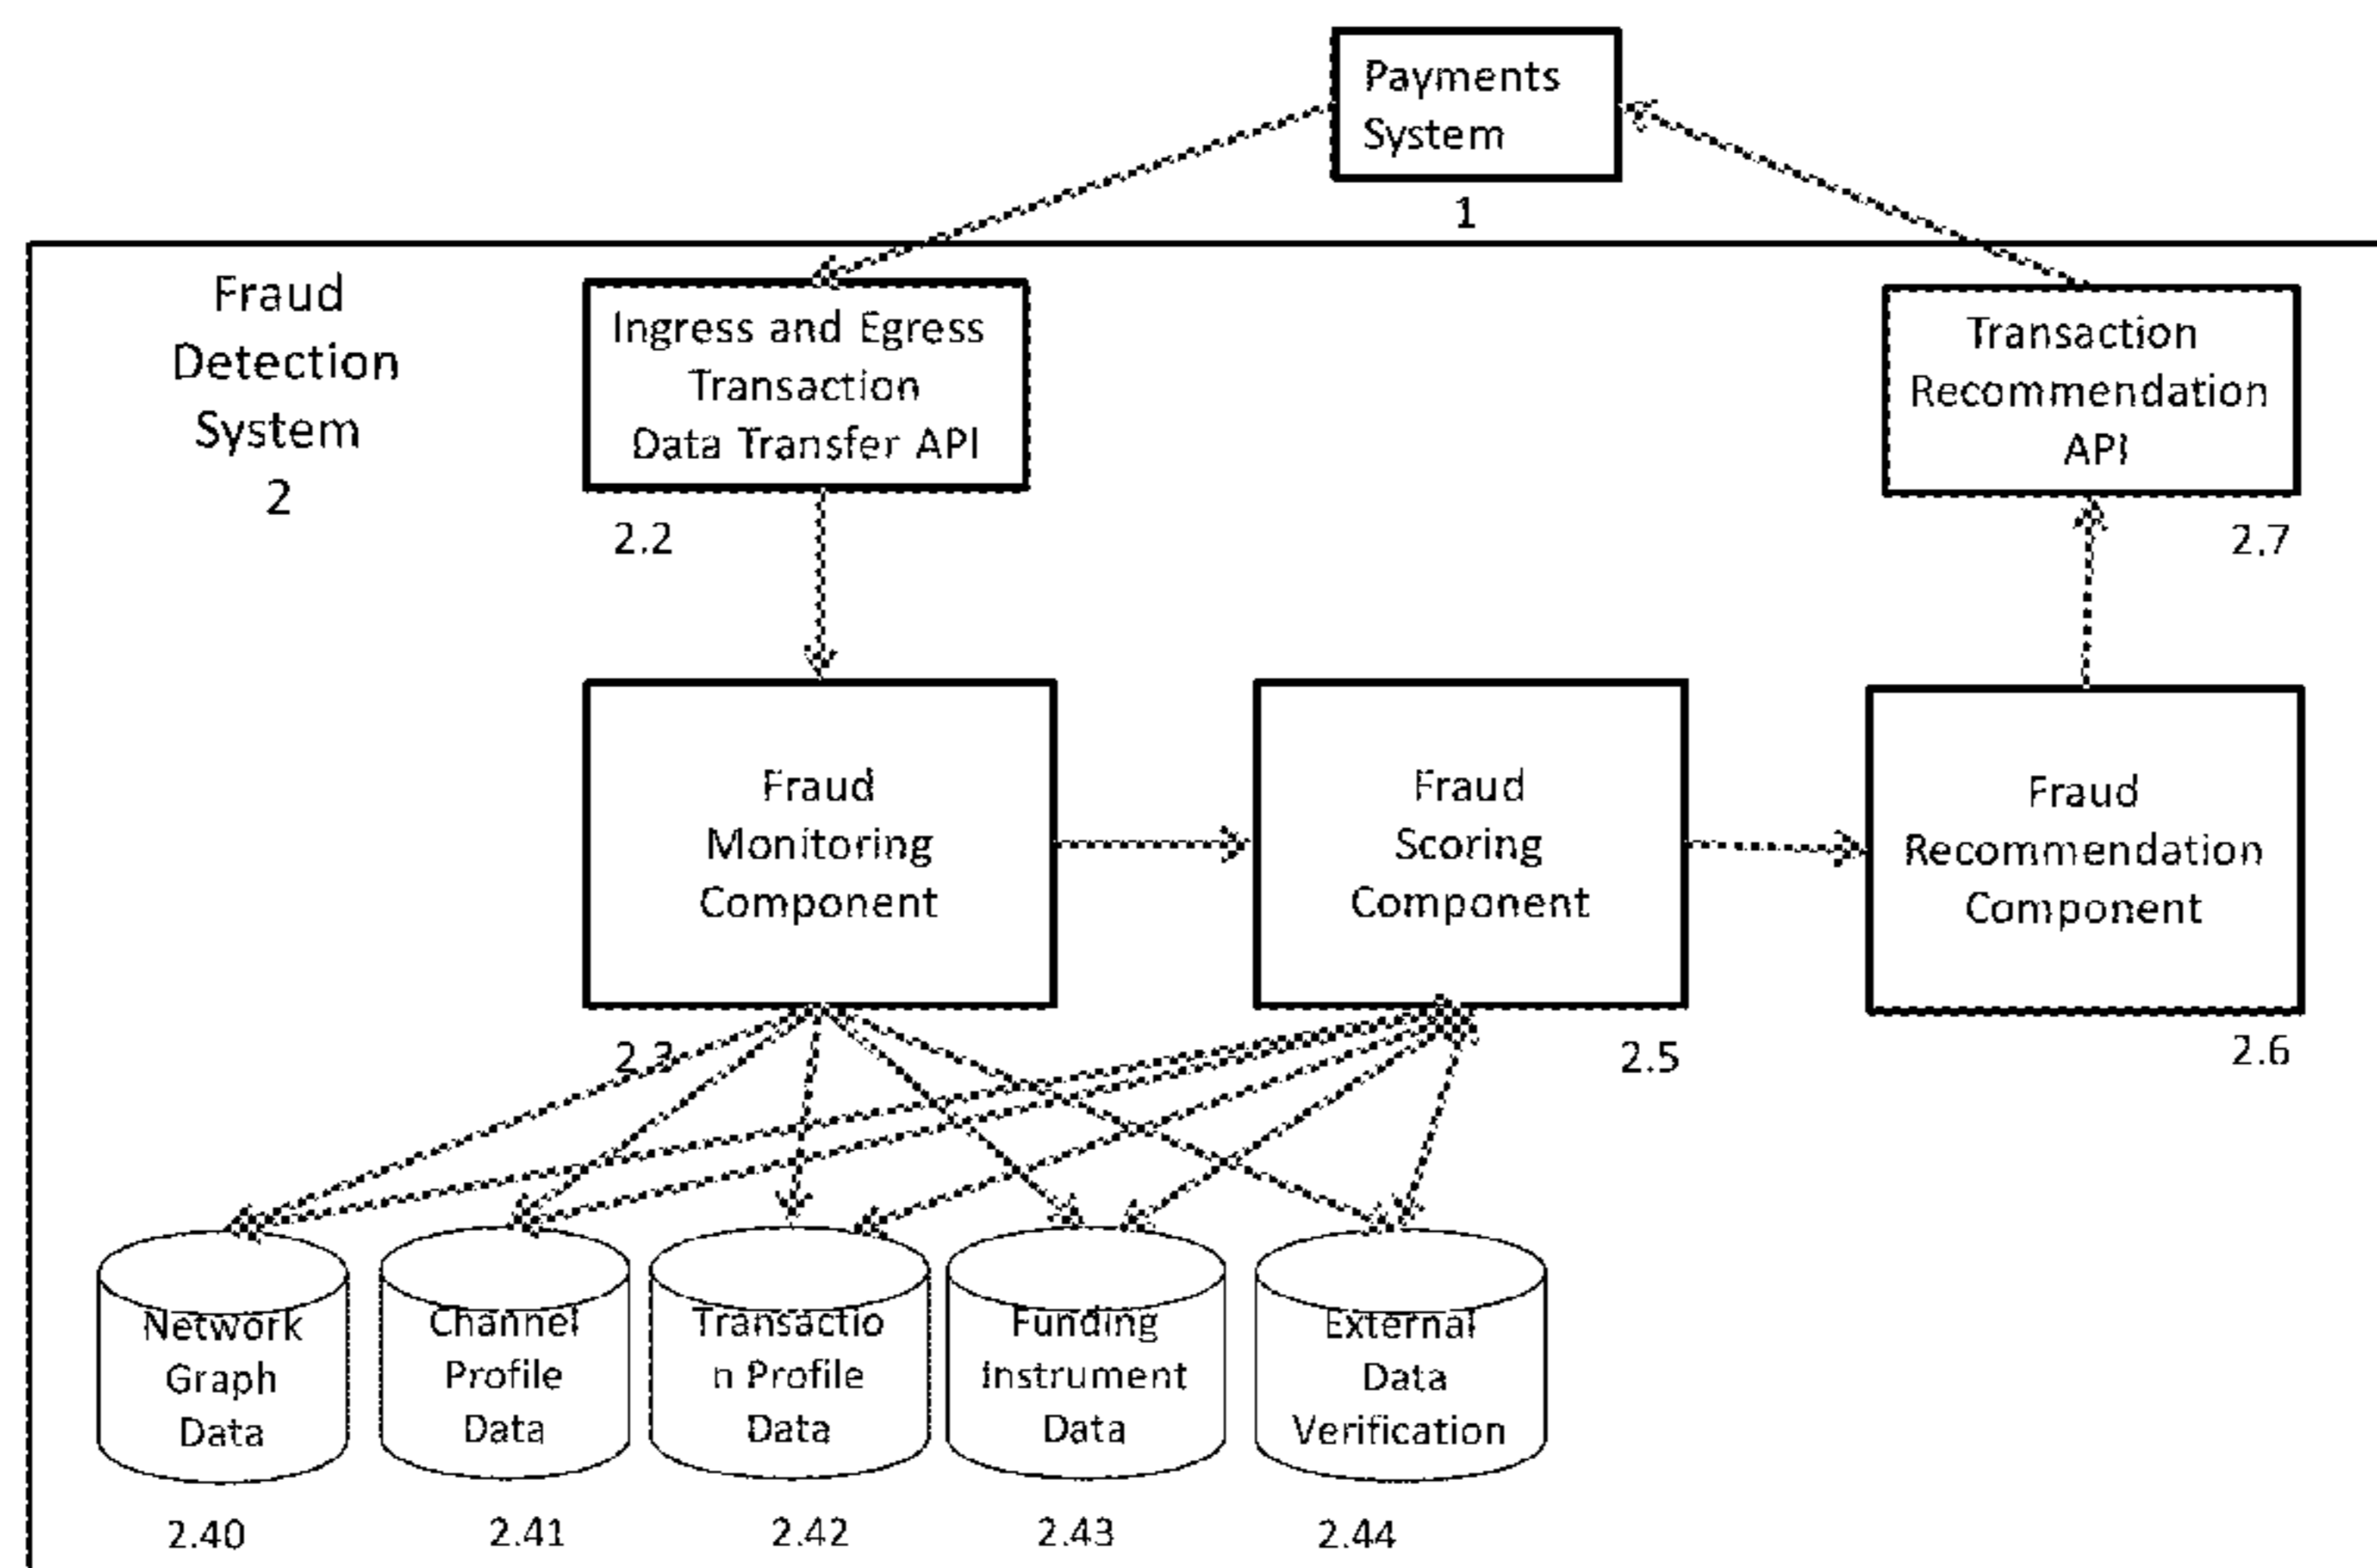 Payments
System
1
Fraud
Detection
System
2
Ingress and Egress
Transaction
Data Transfer API
2.2
Transaction
Recommendation
API
2.7
Fraud
Monitoring
Component
2.3
Fraud
Scoring
Component
2.5
Fraud
Recommendation
Component
2.6
Network
Graph
Data
2.40
Channel
Profile
Data
2.41
Transactio
n Profile
Data
2.42
Funding
Instrument
Data
2.43
External
Data
Verification
2.44